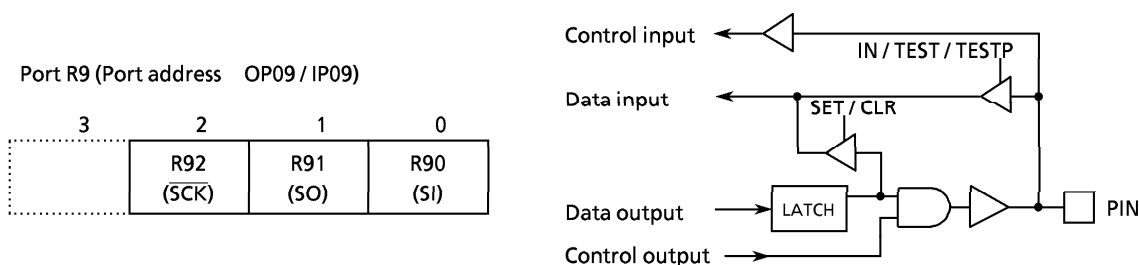 Port R9 (Port address OP09 / IP09)
3 2 1 0
R92 R91 R90
(S̅C̅K̅) (SO) (SI)
Control input
IN / TEST / TESTP
Data input
SET / CLR
Data output
LATCH
PIN
Control output